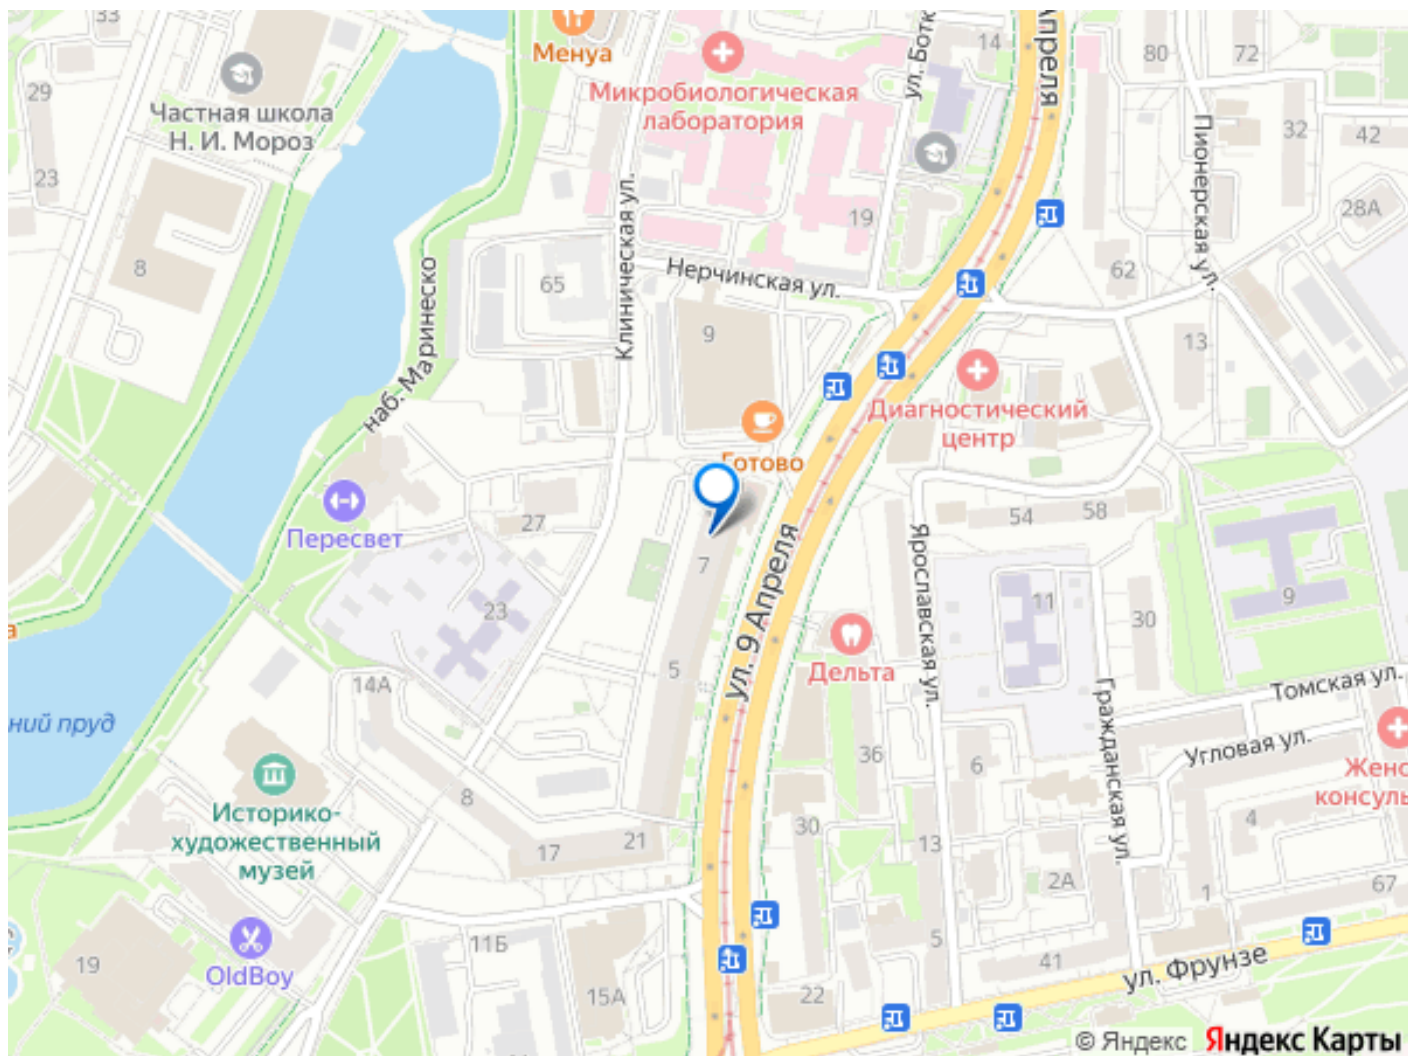 33
Менуа
ул. Ботк
14
Апреля
80
72
29
Частная школа
Н. И. Мороз
Микробиологическая
лаборатория
Пионерская ул.
32
42
23
Клиническая ул.
19
28А
8
наб. Маринеско
65
Нерчинская ул.
62
9
13
Диагностический
центр
Готово
Пересвет
27
54
58
7
ул. 9 Апреля
Ярославская ул.
23
11
30
9
а
5
Дельта
14А
Гражданская ул.
Томская ул.
ний пруд
36
6
Угловая ул.
Женс
консуль
8
Историко-
художественный
музей
17
21
30
13
4
2А
1
67
OldBoy
19
11Б
5
41
ул. Фрунзе
15А
22
© Яндекс Яндекс Карты